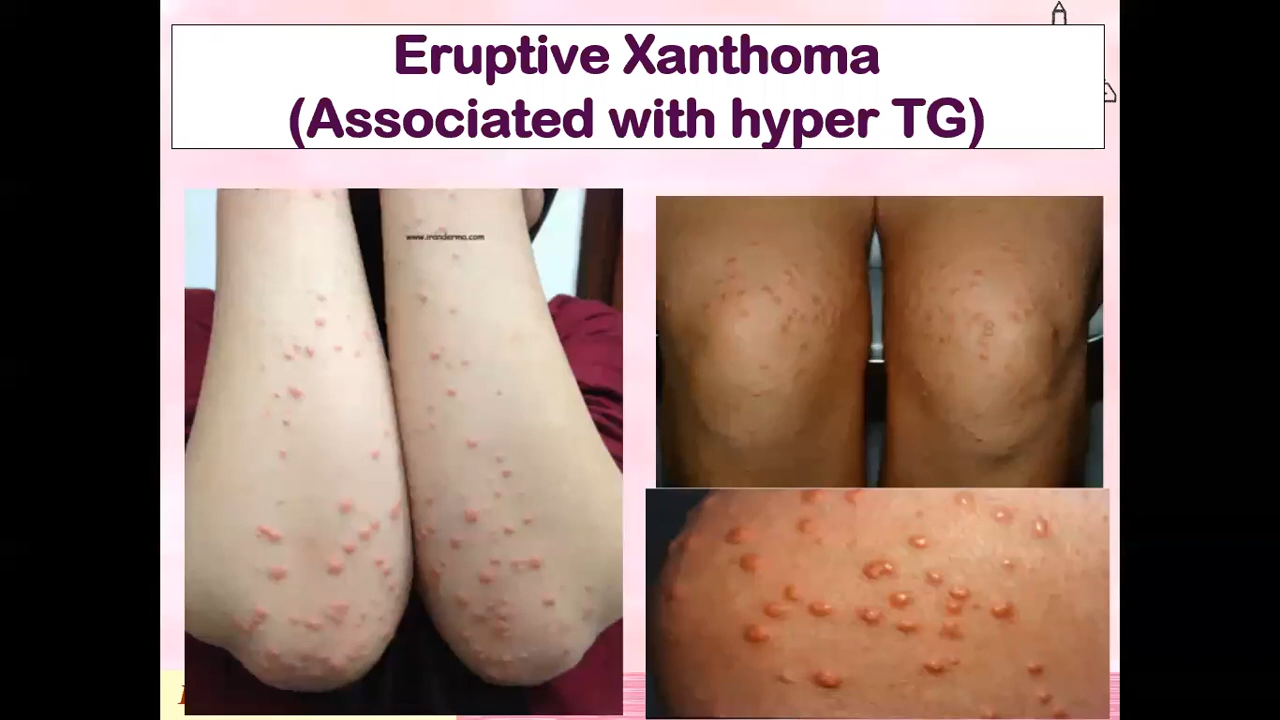 Eruptive Xanthoma
(Associated with hyper TG)
www.iranderma.com